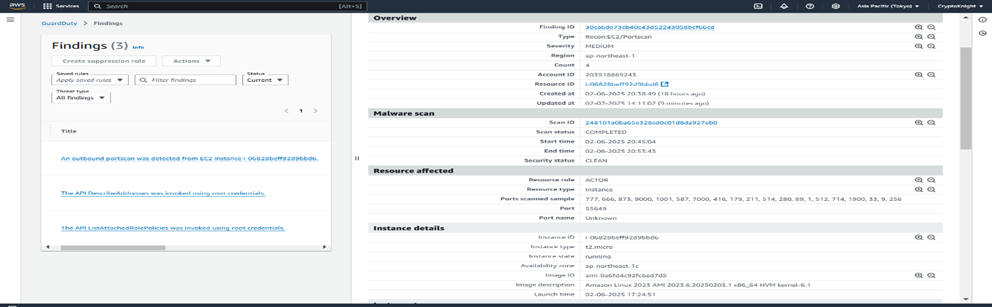 aws Services Search [Alt+S] Asia Pacific (Tokyo) CryptoKnight
GuardDuty > Findings
Findings (3) Info
Create suppression rule Actions
Saved rules
Apply saved rules
Filter findings
Status
Current
Threat type
All findings
< 1 >
Title
An outbound portscan was detected from EC2 instance i-06828beff92d9bbd6.
The API DescribeAddresses was invoked using root credentials.
The API ListAttachedRolePolicies was invoked using root credentials.
Overview
Finding ID
Type Recon:EC2/Portscan
Severity MEDIUM
Region ap-northeast-1
Count 4
Account ID 203918869243
Resource ID i-06828beff92d9bbd6
Created at 02-06-2025 20:38:49 (18 hours ago)
Updated at 02-07-2025 14:11:02 (9 minutes ago)
Malware scan
Scan ID
Scan status COMPLETED
Start time 02-06-2025 20:45:04
End time 02-06-2025 20:53:43
Security status CLEAN
Resource affected
Resource role ACTOR
Resource type Instance
Ports scanned sample 777, 666, 873, 9000, 1001, 587, 7000, 416, 179, 211, 514, 280, 89, 1, 512, 714, 1900, 33, 9, 256
Port 55649
Port name Unknown
Instance details
Instance ID i-06828beff92d9bbd6
Instance type t2.micro
Instance state running
Availability zone ap-northeast-1c
Image ID ami-0a6fd4c92fc6ed7d5
Image description Amazon Linux 2023 AMI 2023.6.20250203.1 x86_64 HVM kernel-6.1
Launch time 02-06-2025 17:24:51